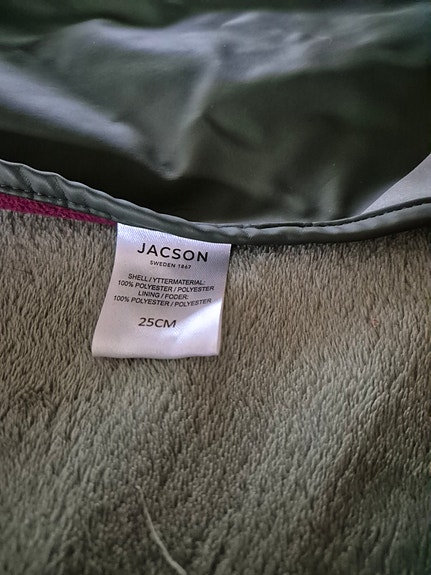 JACSON
SWEDEN 1867
SHELL / YTTERMATERIAL:
100% POLYESTER / POLYESTER
LINING / FODER:
100% POLYESTER / POLYESTER
25CM